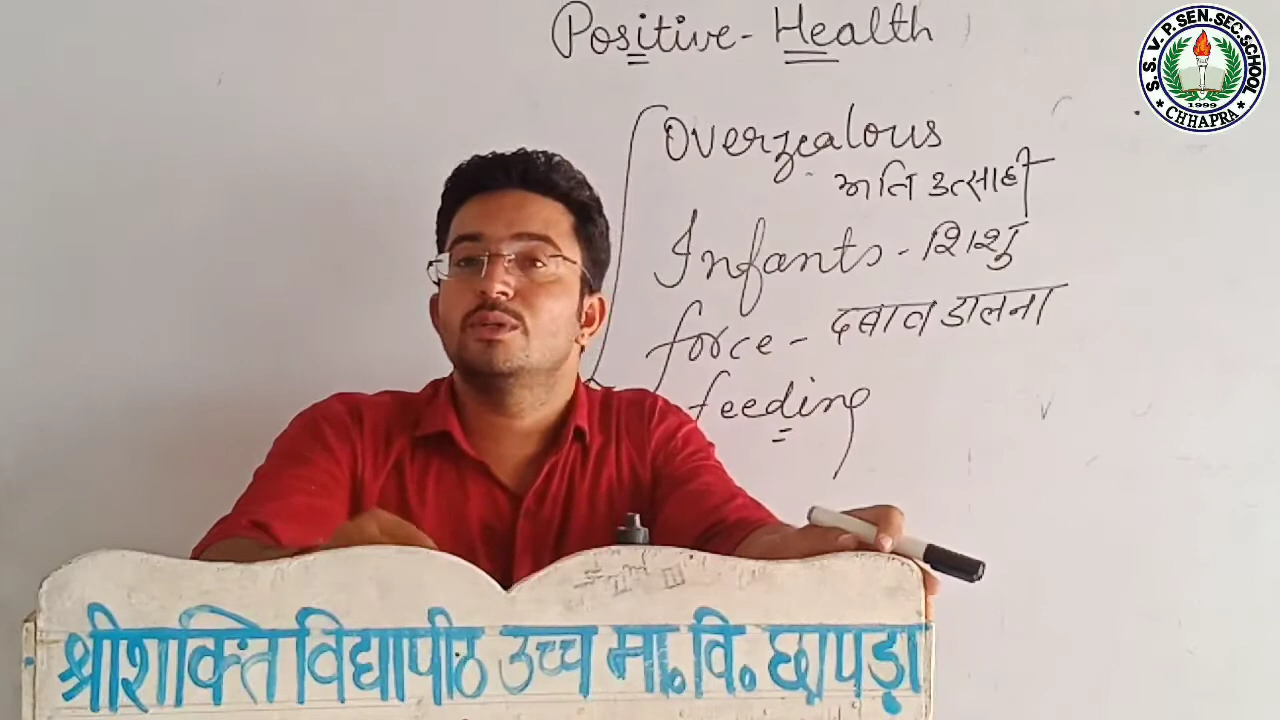 Positive - Health
Overzealous
अति उत्साही
Infants - शिशु
force - दबाव डालना
feeding
श्री शक्ति विद्यापीठ उच्च मा. वि. छापड़ा
S. S. V. P. SEN. SEC. SCHOOL
1999
★ CHHAPRA ★